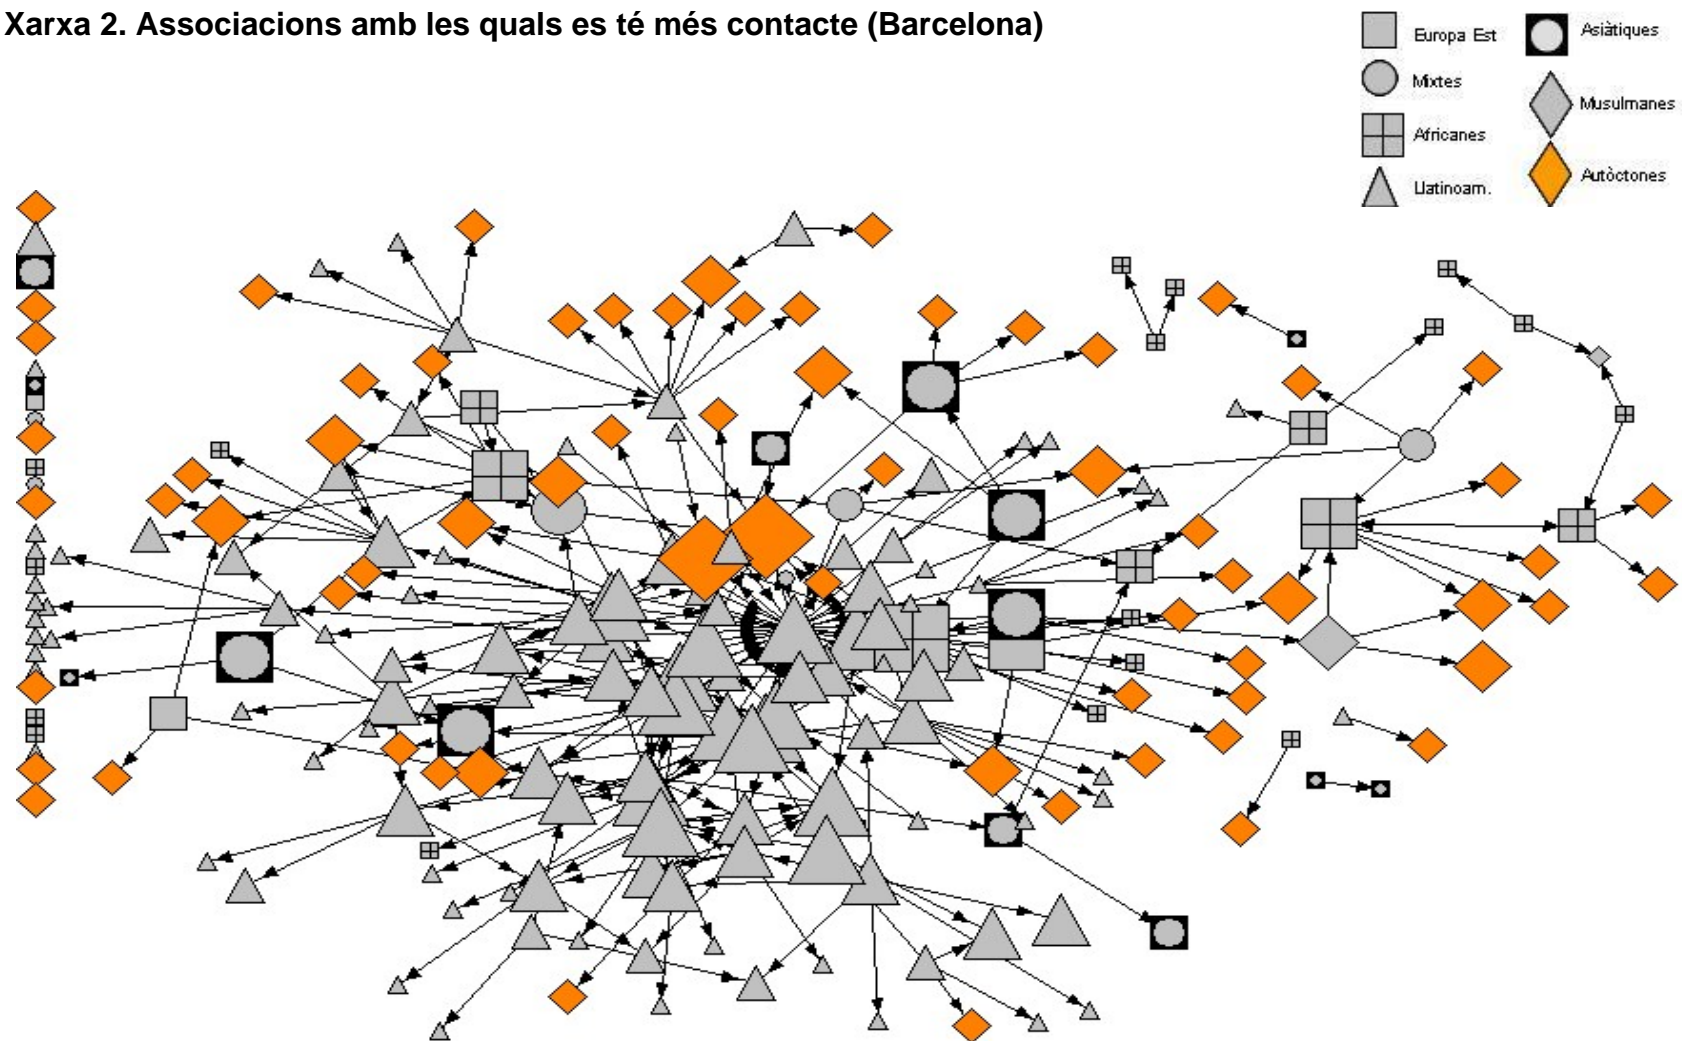 Xarxa 2. Associacions amb les quals es té més contacte (Barcelona)
Europa Est
Asiàtiques
Mixtes
Musulmanes
Africanes
Autòctones
Llatinoam.